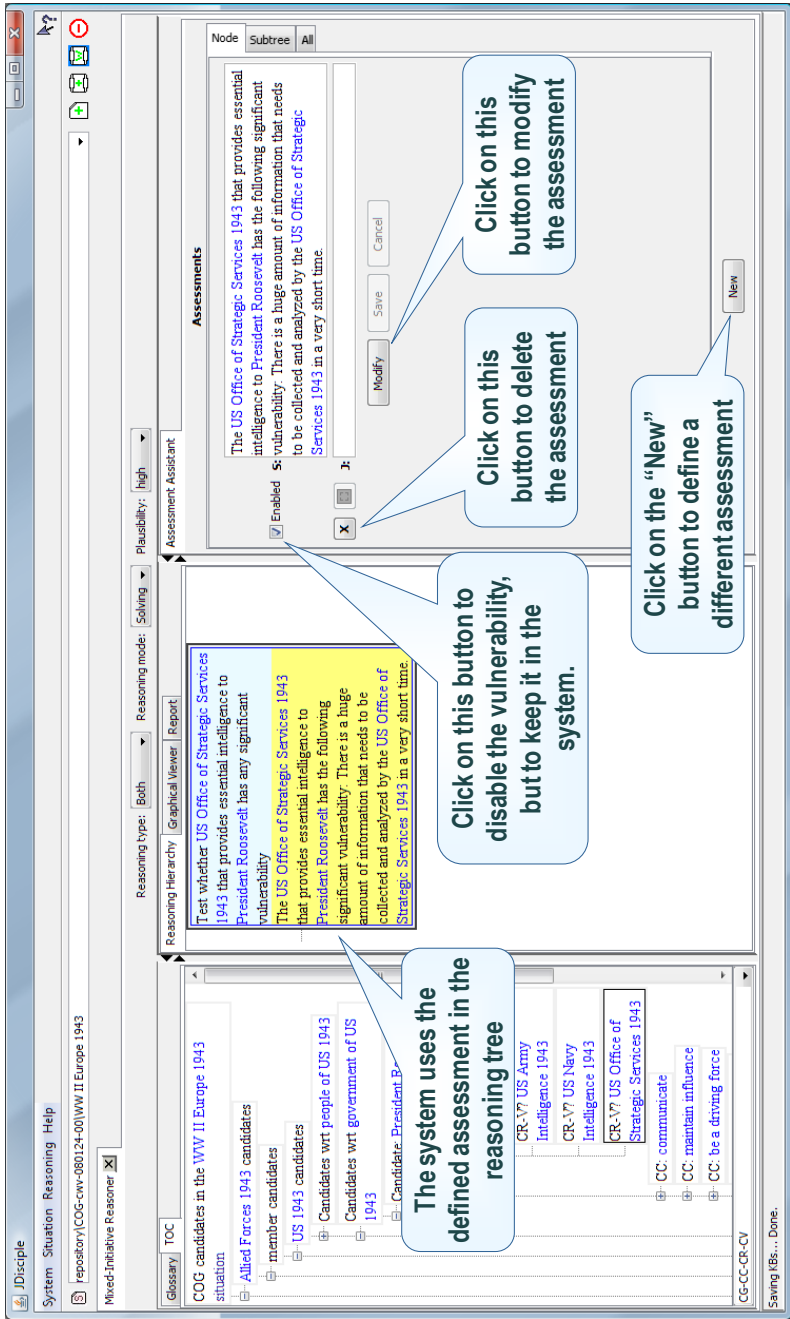 JDisciple
System Situation Reasoning Help
repository\COG-cwv-080124-00\WW II Europe 1943
Mixed-Initiative Reasoner
Reasoning type: Both Reasoning mode: Solving Plausibility: high
Glossary TOC
COG candidates in the WW II Europe 1943
situation
Allied Forces 1943 candidates
member candidates
US 1943 candidates
Candidates wrt people of US 1943
Candidates wrt government of US
1943
Candidate: President
CR-V? US Army
Intelligence 1943
CR-V? US Navy
Intelligence 1943
CR-V? US Office of
Strategic Services 1943
CC: communicate
CC: maintain influence
CC: be a driving force
CG-CC-CR-CV
Saving KBs... Done.
The system uses the
defined assessment in the
reasoning tree
Reasoning Hierarchy Graphical Viewer Report
Test whether US Office of Strategic Services
1943 that provides essential intelligence to
President Roosevelt has any significant
vulnerability
The US Office of Strategic Services 1943
that provides essential intelligence to
President Roosevelt has the following
significant vulnerability: There is a huge
amount of information that needs to be
collected and analyzed by the US Office of
Strategic Services 1943 in a very short time.
Click on this button to
disable the vulnerability,
but to keep it in the
system.
Assessment Assistant
Assessments
Node Subtree All
Enabled S:
The US Office of Strategic Services 1943 that provides essential
intelligence to President Roosevelt has the following significant
vulnerability: There is a huge amount of information that needs
to be collected and analyzed by the US Office of Strategic
Services 1943 in a very short time.
X J:
Modify Save Cancel
Click on this
button to delete
the assessment
Click on this
button to modify
the assessment
Click on the “New”
button to define a
different assessment
New